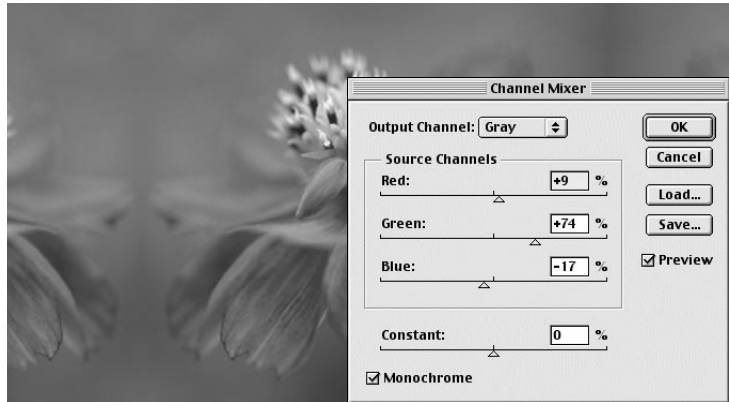 Channel Mixer
Output Channel: Gray
OK
Source Channels
Cancel
Red: +9 %
Load...
Green: +74 %
Save...
Blue: -17 %
Preview
Constant: 0 %
Monochrome